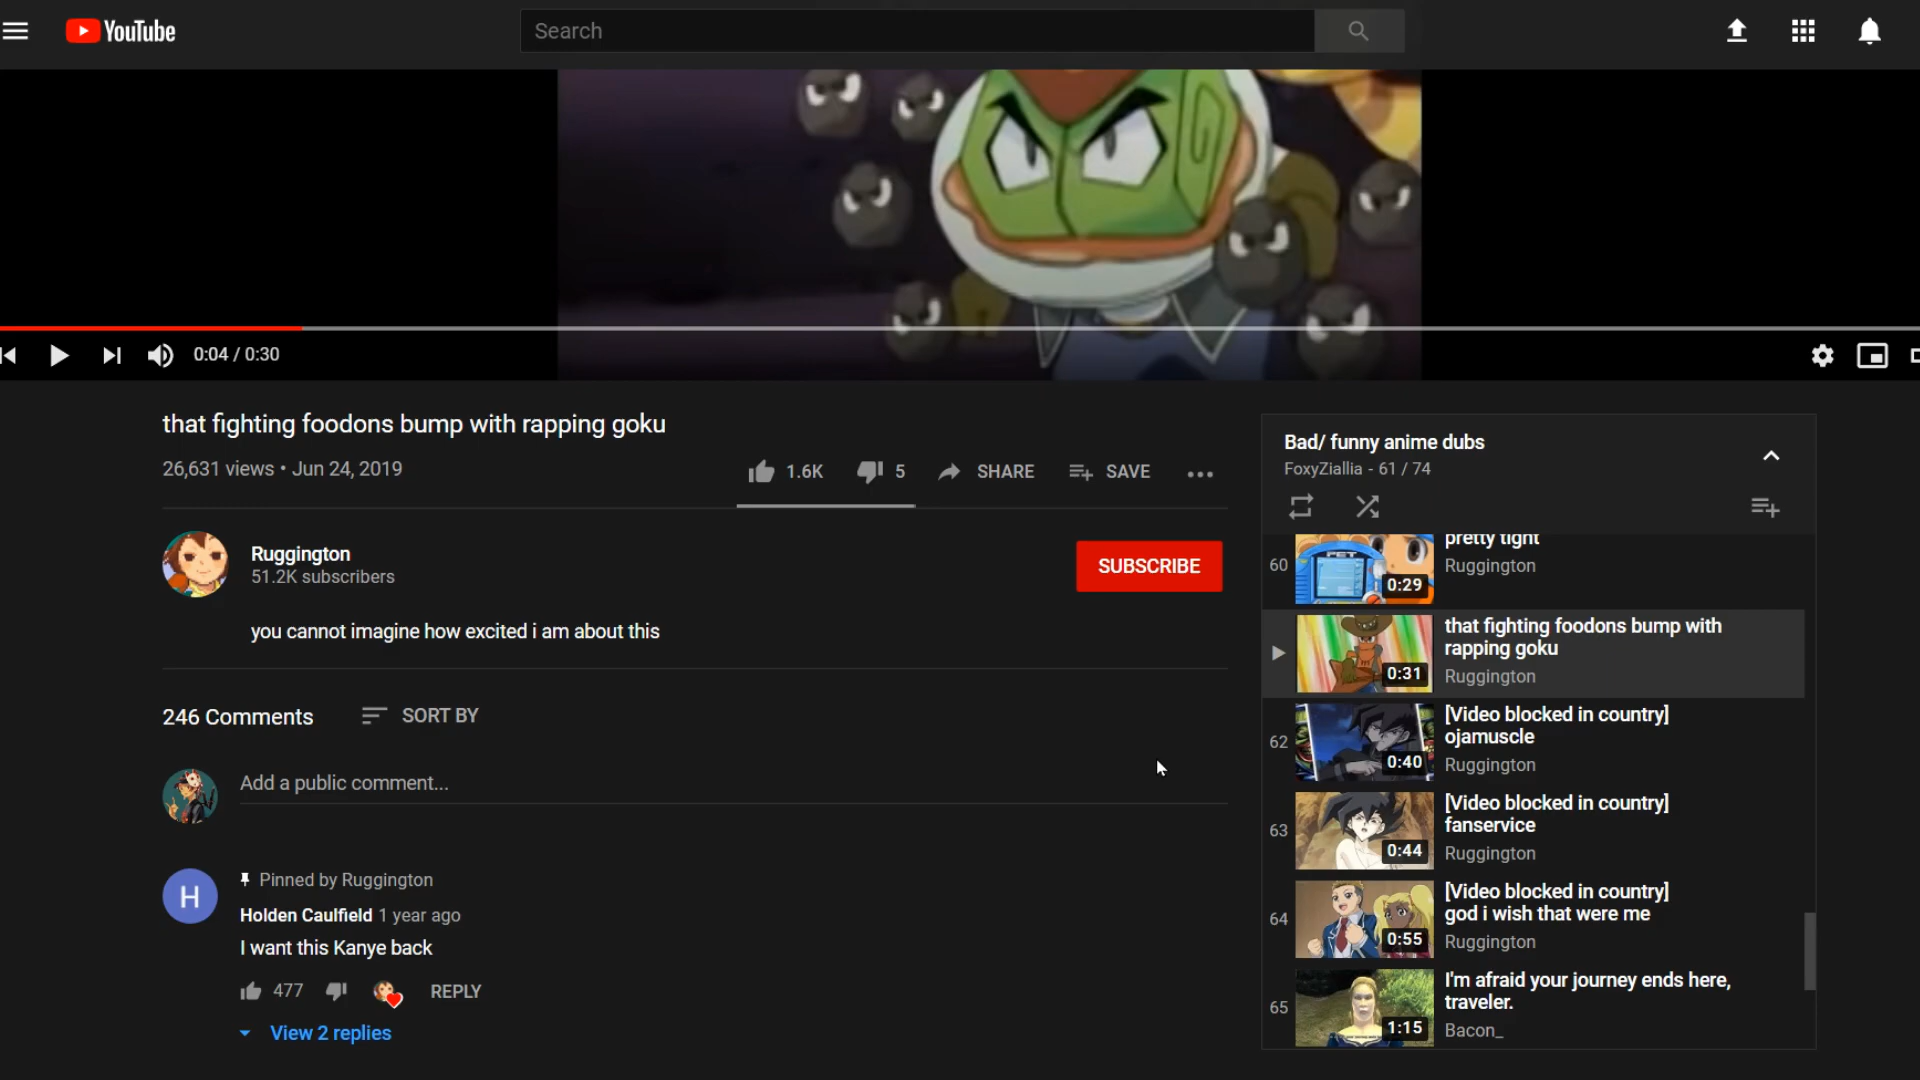 YouTube
Search
0:04 / 0:30
that fighting foodons bump with rapping goku
26,631 views • Jun 24, 2019
1.6K
5
SHARE
SAVE
Ruggington
51.2K subscribers
SUBSCRIBE
you cannot imagine how excited i am about this
246 Comments
SORT BY
Add a public comment...
H
Pinned by Ruggington
Holden Caulfield 1 year ago
I want this Kanye back
477
REPLY
View 2 replies
Bad/ funny anime dubs
FoxyZiallia - 61 / 74
pretty tight
60
PET
0:29
Ruggington
that fighting foodons bump with
rapping goku
0:31
Ruggington
[Video blocked in country]
ojamuscle
62
0:40
Ruggington
[Video blocked in country]
fanservice
63
0:44
Ruggington
[Video blocked in country]
god i wish that were me
64
0:55
Ruggington
I'm afraid your journey ends here,
traveler.
65
1:15
Bacon_